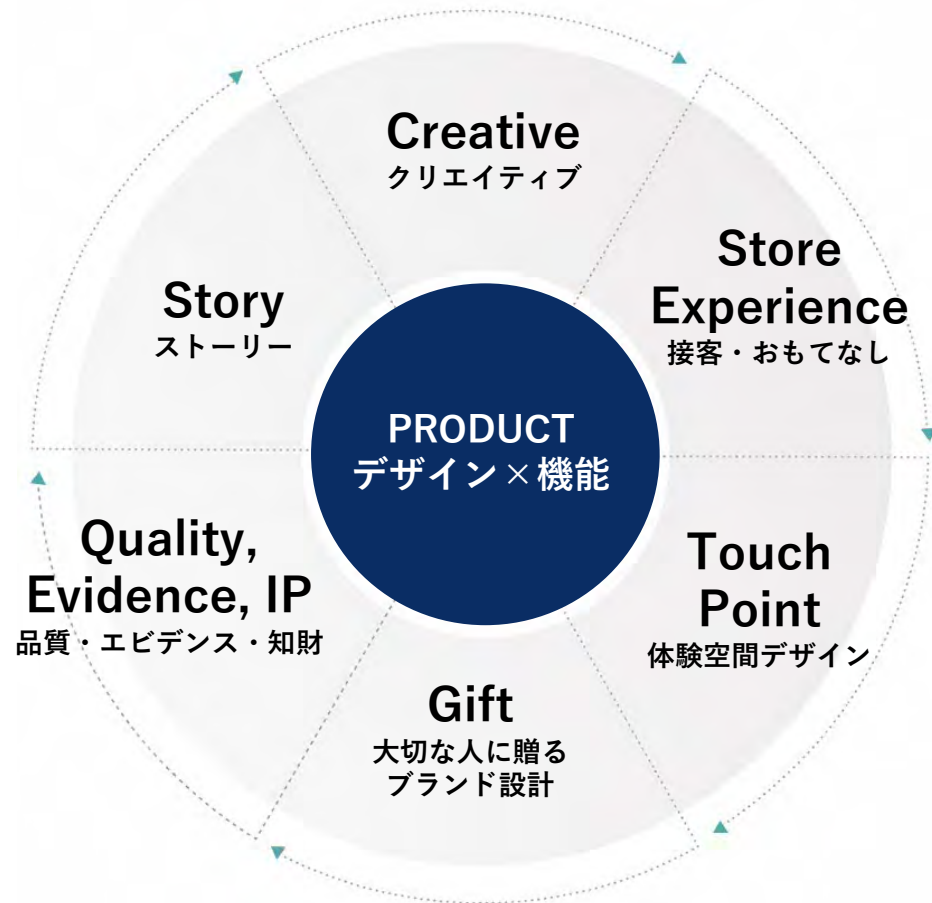 Creative
クリエイティブ
Store
Experience
接客・おもてなし
Touch
Point
体験空間デザイン
Gift
大切な人に贈る
ブランド設計
Quality,
Evidence, IP
品質・エビデンス・知財
Story
ストーリー
PRODUCT
デザイン×機能